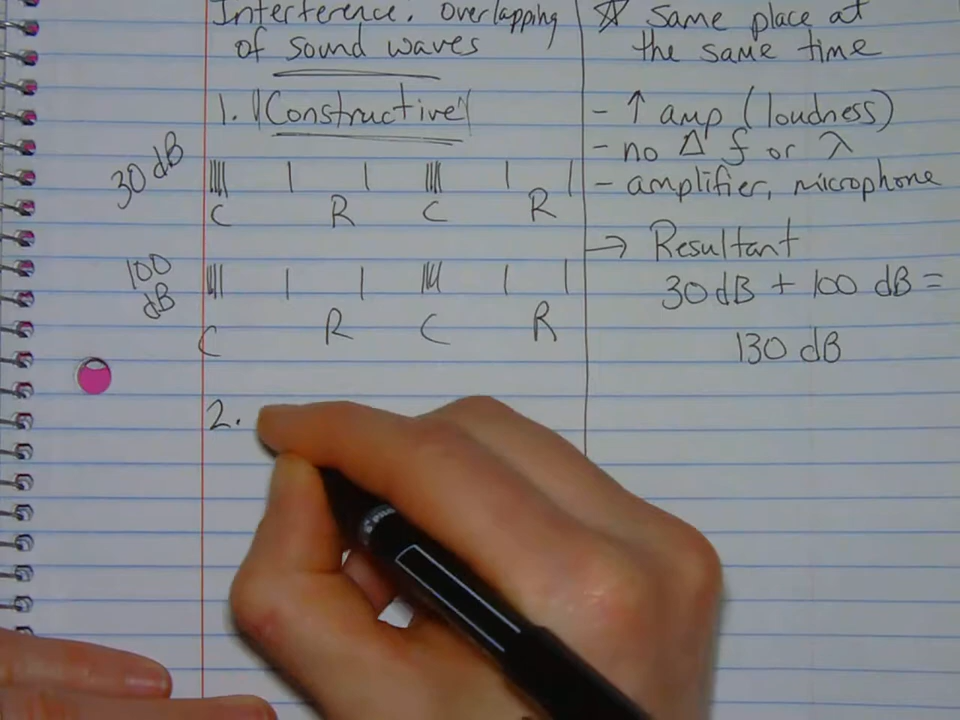 Interference. Overlapping
of sound waves
1. Constructive
30 dB
C R C R
100
dB
C R C R
2.
☆ Same place at
the same time
- ↑ amp (loudness)
- no Δ f or λ
- amplifier, microphone
→ Resultant
30 dB + 100 dB =
130 dB